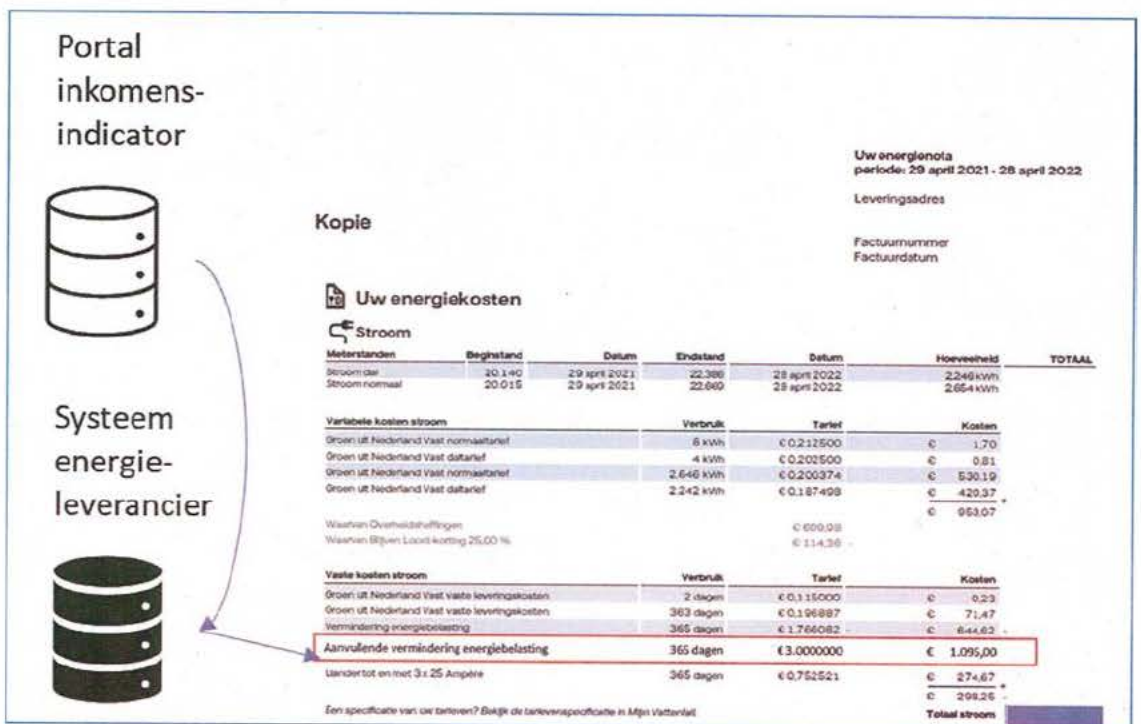 Portal
inkomens-
indicator
Systeem
energie-
leverancier
Uw energienota
periode: 29 april 2021 - 28 april 2022
Leveringsadres
Kopie
Factuurnummer
Factuurdatum
Uw energiekosten
Stroom
Meterstanden Beginstand Datum Eindstand Datum Hoeveelheid TOTAAL
Stroom dal 20.140 29 april 2021 22.386 28 april 2022 2.246 kWh
Stroom normaal 20.015 29 april 2021 22.669 28 april 2022 2.654 kWh
Variabele kosten stroom Verbruik Tarief Kosten
Groen uit Nederland Vast normaaltarief 8 kWh € 0,212500 € 1,70
Groen uit Nederland Vast daltarief 4 kWh € 0,202500 € 0,81
Groen uit Nederland Vast normaaltarief 2.646 kWh € 0,200374 € 530,19
Groen uit Nederland Vast daltarief 2.242 kWh € 0,187498 € 420,37 +
€ 953,07
Waarvan Overheidsheffingen
Waarvan Blijven Loont-korting 25,00 % € 114,36 -
Vaste kosten stroom Verbruik Tarief Kosten
Groen uit Nederland Vast vaste leveringskosten 2 dagen € 0,115000 € 0,23
Groen uit Nederland Vast vaste leveringskosten 363 dagen € 0,196887 € 71,47
Vermindering energiebelasting 365 dagen € 1,766082 - € 644,62 -
Aanvullende vermindering energiebelasting 365 dagen €3.0000000 € 1.095,00
Liander tot en met 3 x 25 Ampère 365 dagen € 0,752521 € 274,67 +
€ 298,25 -
Een specificatie van uw tarieven? Bekijk de tarievenspecificatie in Mijn Vattenfall.
Totaal stroom